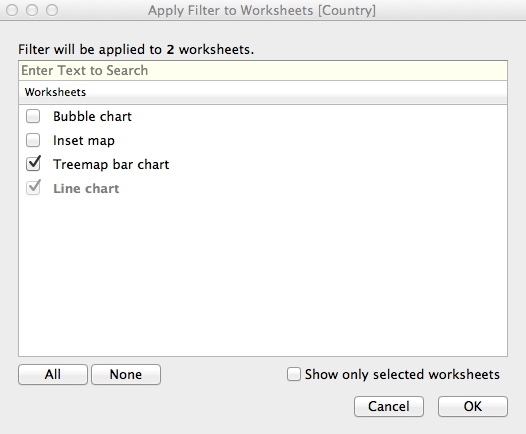 Apply Filter to Worksheets [Country]
Filter will be applied to 2 worksheets.
Enter Text to Search
Worksheets
Bubble chart
Inset map
Treemap bar chart
Line chart
All None Show only selected worksheets
Cancel OK